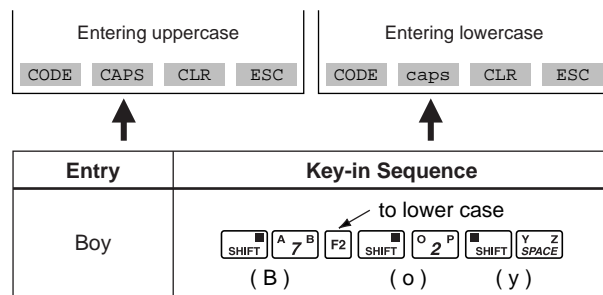 Entering uppercase
CODE CAPS CLR ESC
Entering lowercase
CODE caps CLR ESC
Entry Key-in Sequence
to lower case
Boy SHIFT A 7 B F2 SHIFT O 2 P SHIFT Y Z SPACE
( B ) ( o ) ( y )